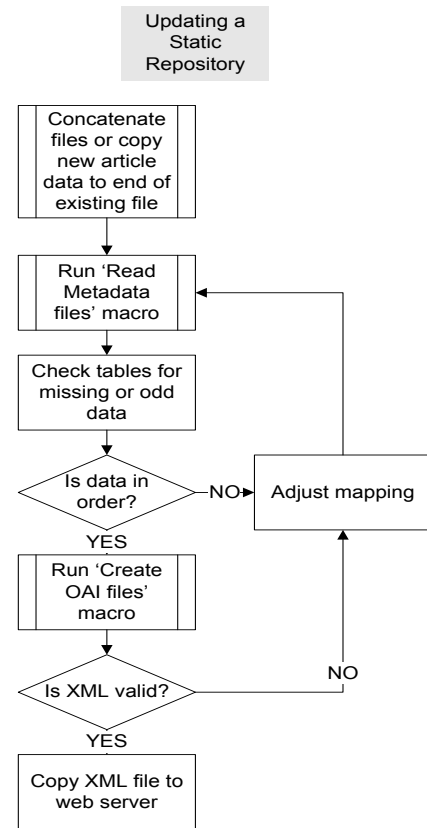 Updating a
Static
Repository
Concatenate
files or copy
new article
data to end of
existing file
Run ‘Read
Metadata
files’ macro
Check tables for
missing or odd
data
Is data in
order?
NO
Adjust mapping
YES
Run ‘Create
OAI files’
macro
Is XML valid?
NO
YES
Copy XML file to
web server